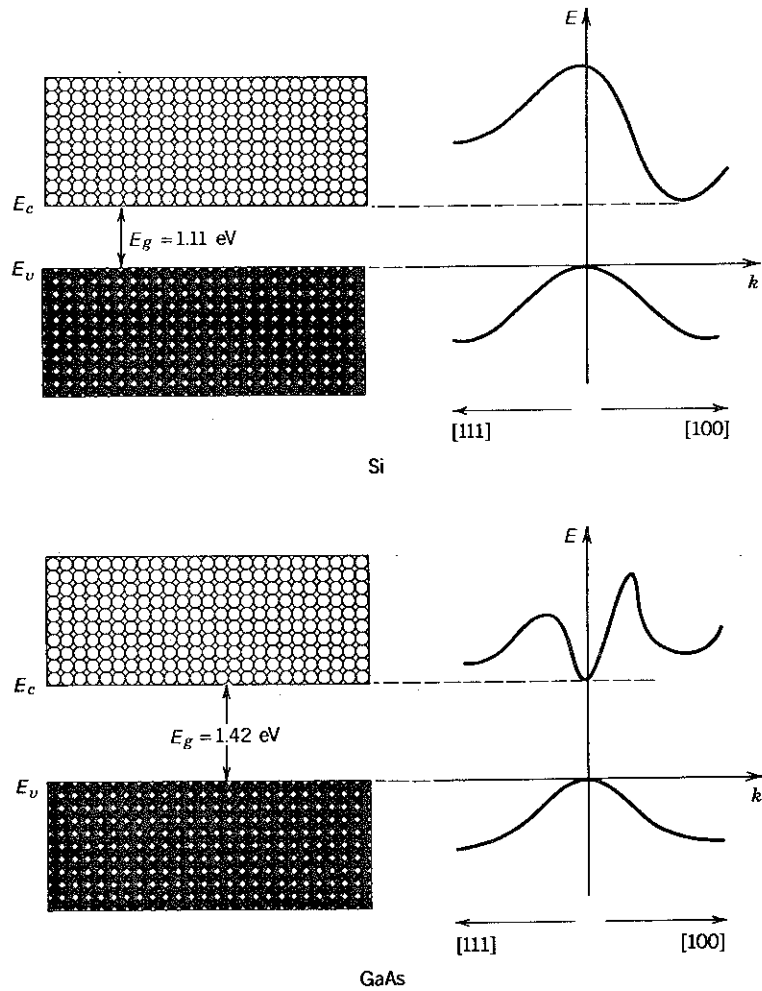 E
E_c
E_g = 1.11 eV
E_v
k
[111] [100]
Si
E
E_c
E_g = 1.42 eV
E_v
k
[111] [100]
GaAs